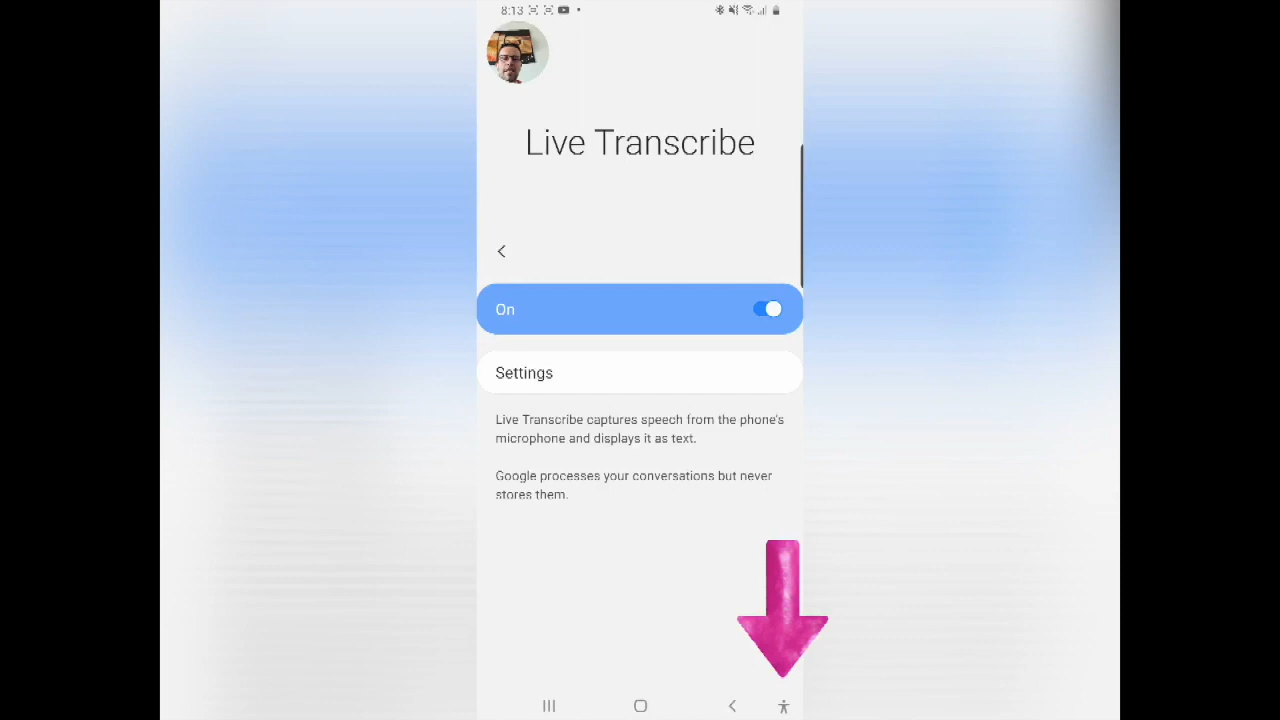 8:13
Live Transcribe
On
Settings
Live Transcribe captures speech from the phone's
microphone and displays it as text.
Google processes your conversations but never
stores them.